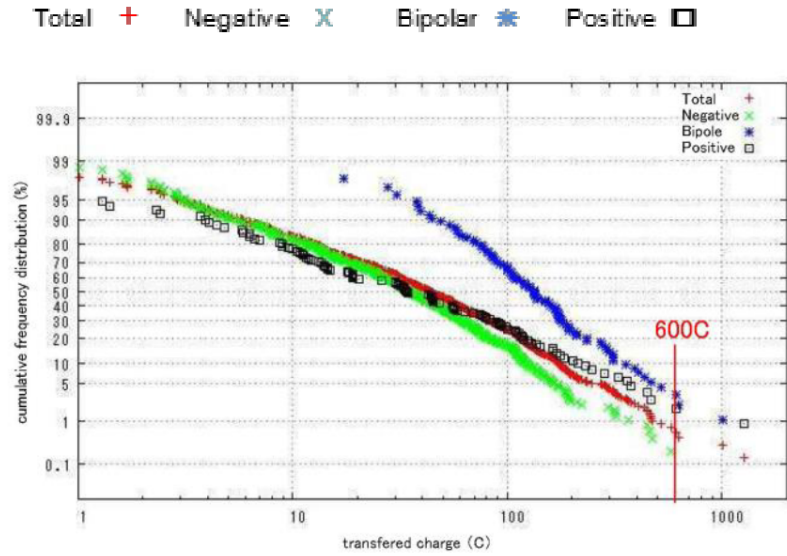 Total + Negative X Bipolar ✳ Positive □
Total +
Negative ×
Bipole ✳
Positive □
99.9
99
95
90
80
70
60
50
40
30
20
10
5
1
0.1
cumulative frequency distribution (%)
600C
1 10 100 1000
transfered charge (C)